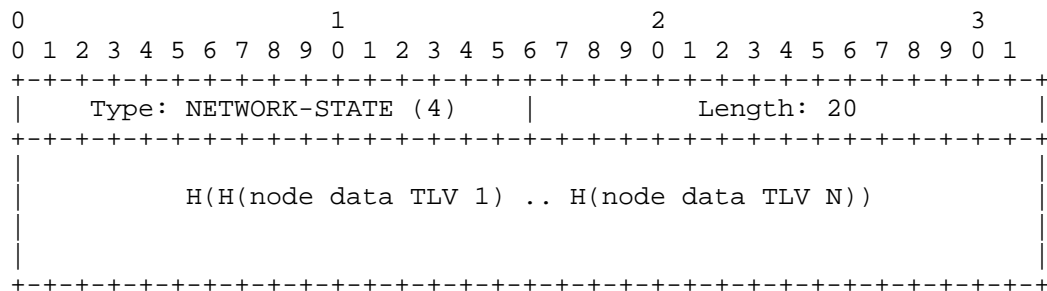 0                   1                   2                   3
0 1 2 3 4 5 6 7 8 9 0 1 2 3 4 5 6 7 8 9 0 1 2 3 4 5 6 7 8 9 0 1
+-+-+-+-+-+-+-+-+-+-+-+-+-+-+-+-+-+-+-+-+-+-+-+-+-+-+-+-+-+-+-+-+
|    Type: NETWORK-STATE (4)    |          Length: 20           |
+-+-+-+-+-+-+-+-+-+-+-+-+-+-+-+-+-+-+-+-+-+-+-+-+-+-+-+-+-+-+-+-+
|                                                               |
|          H(H(node data TLV 1) .. H(node data TLV N))          |
|                                                               |
|                                                               |
+-+-+-+-+-+-+-+-+-+-+-+-+-+-+-+-+-+-+-+-+-+-+-+-+-+-+-+-+-+-+-+-+